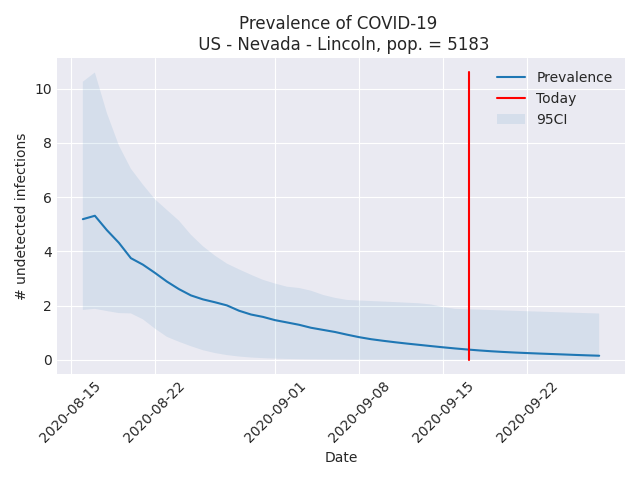 Prevalence of COVID-19
US - Nevada - Lincoln, pop. = 5183
Prevalence
Today
95CI
# undetected infections
10
8
6
4
2
0
2020-08-15
2020-08-22
2020-09-01
2020-09-08
2020-09-15
2020-09-22
Date